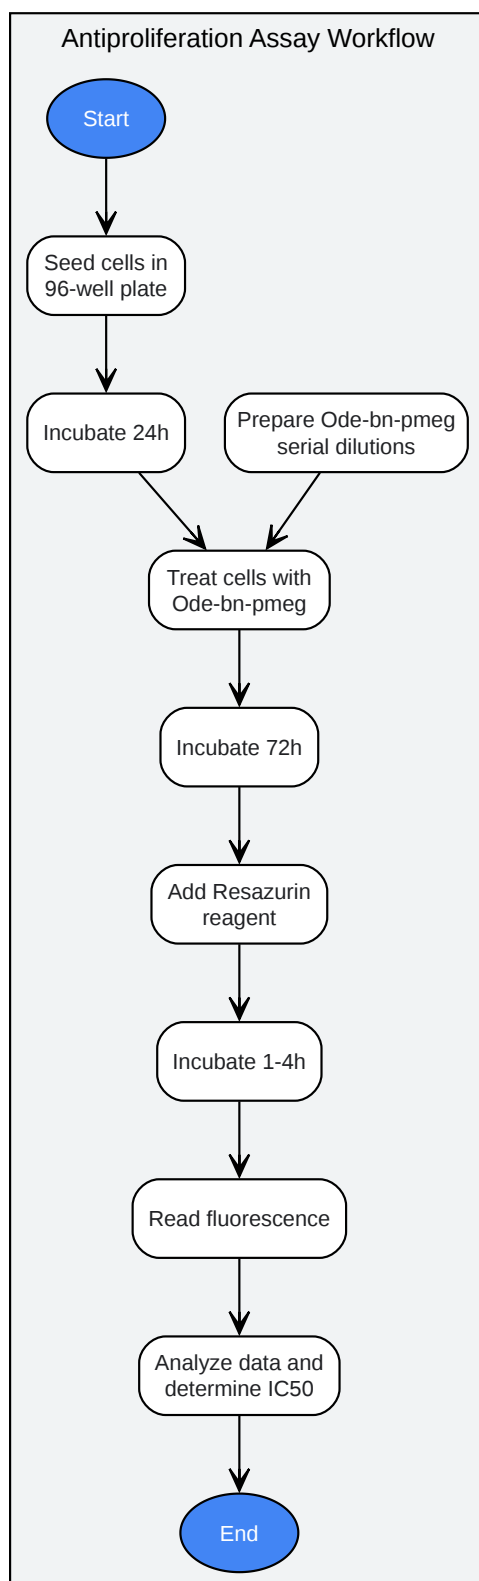 Antiproliferation Assay Workflow
Start
Seed cells in
96-well plate
Incubate 24h
Prepare Ode-bn-pmeg
serial dilutions
Treat cells with
Ode-bn-pmeg
Incubate 72h
Add Resazurin
reagent
Incubate 1-4h
Read fluorescence
Analyze data and
determine IC50
End